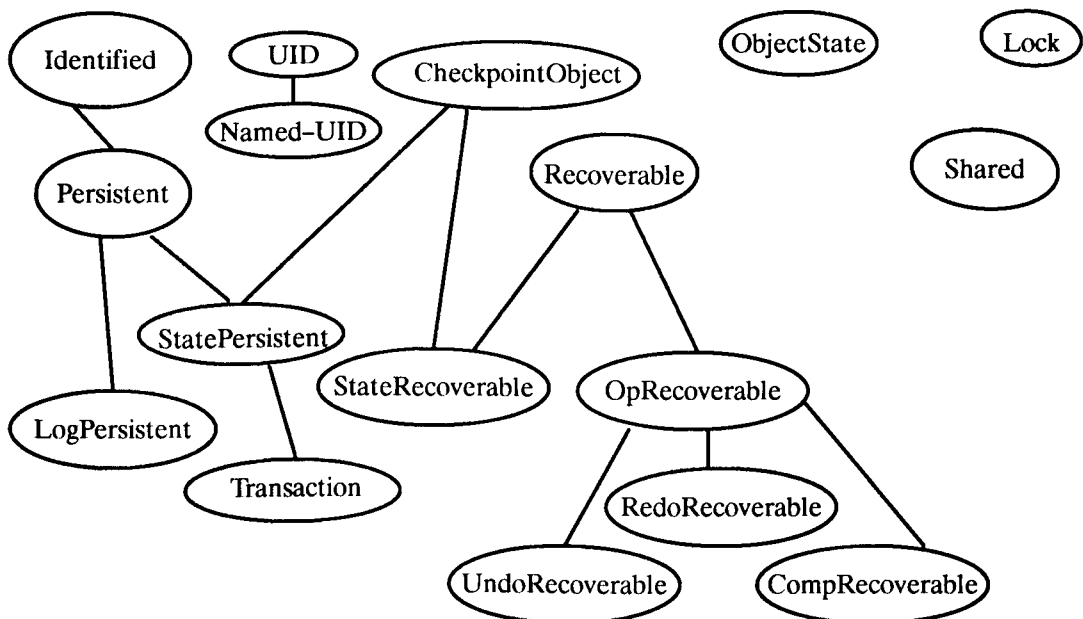 Identified
UID
CheckpointObject
ObjectState
Lock
Named-UID
Persistent
Recoverable
Shared
StatePersistent
StateRecoverable
OpRecoverable
LogPersistent
Transaction
RedoRecoverable
UndoRecoverable
CompRecoverable